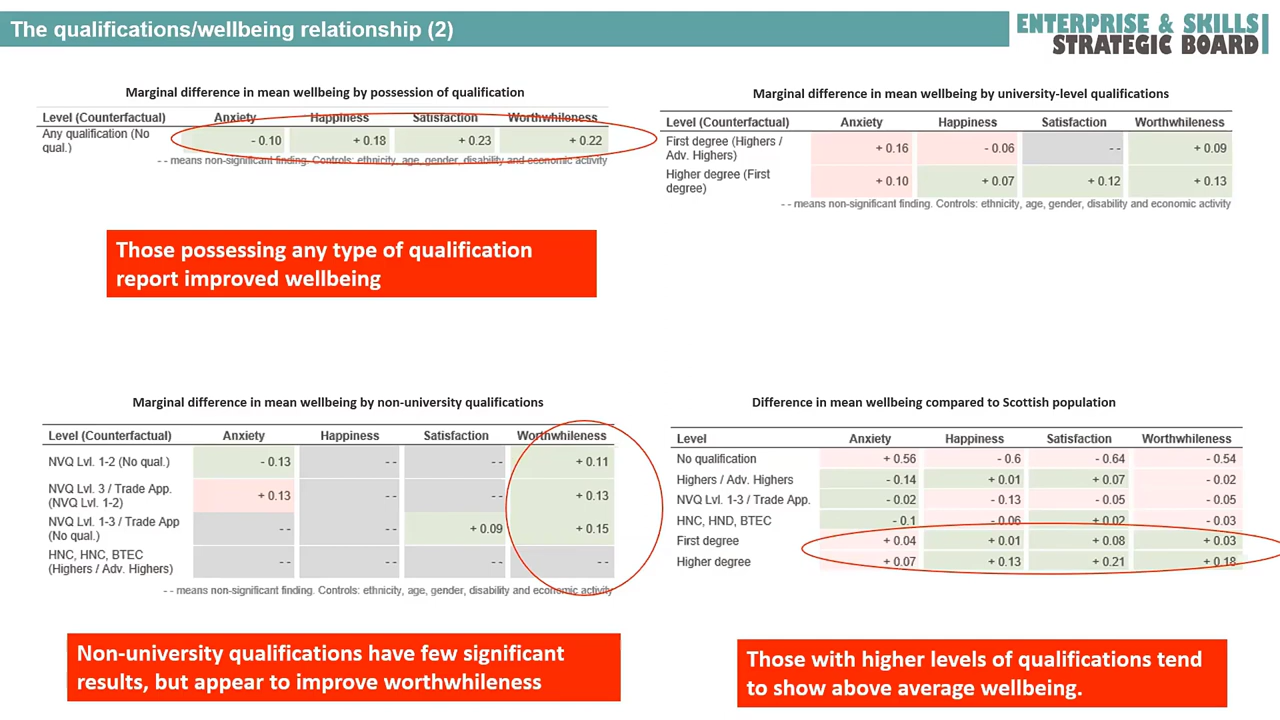 The qualifications/wellbeing relationship (2)
ENTERPRISE & SKILLS
STRATEGIC BOARD
Marginal difference in mean wellbeing by possession of qualification
Level (Counterfactual) Anxiety Happiness Satisfaction Worthwhileness
Any qualification (No
qual.) - 0.10 + 0.18 + 0.23 + 0.22
- - means non-significant finding. Controls: ethnicity, age, gender, disability and economic activity
Those possessing any type of qualification
report improved wellbeing
Marginal difference in mean wellbeing by university-level qualifications
Level (Counterfactual) Anxiety Happiness Satisfaction Worthwhileness
First degree (Highers /
Adv. Highers) + 0.16 - 0.06 - - + 0.09
Higher degree (First
degree) + 0.10 + 0.07 + 0.12 + 0.13
- - means non-significant finding. Controls: ethnicity, age, gender, disability and economic activity
Marginal difference in mean wellbeing by non-university qualifications
Level (Counterfactual) Anxiety Happiness Satisfaction Worthwhileness
NVQ Lvl. 1-2 (No qual.) - 0.13 - - - - + 0.11
NVQ Lvl. 3 / Trade App.
(NVQ Lvl. 1-2) + 0.13 - - - - + 0.13
NVQ Lvl. 1-3 / Trade App
(No qual.) - - - - + 0.09 + 0.15
HNC, HNC, BTEC
(Highers / Adv. Highers) - - - - - - - -
- - means non-significant finding. Controls: ethnicity, age, gender, disability and economic activity
Non-university qualifications have few significant
results, but appear to improve worthwhileness
Difference in mean wellbeing compared to Scottish population
Level Anxiety Happiness Satisfaction Worthwhileness
No qualification + 0.56 - 0.6 - 0.64 - 0.54
Highers / Adv. Highers - 0.14 + 0.01 + 0.07 - 0.02
NVQ Lvl. 1-3 / Trade App. - 0.02 - 0.13 - 0.05 - 0.05
HNC, HND, BTEC - 0.1 - 0.06 + 0.02 - 0.03
First degree + 0.04 + 0.01 + 0.08 + 0.03
Higher degree + 0.07 + 0.13 + 0.21 + 0.18
Those with higher levels of qualifications tend
to show above average wellbeing.